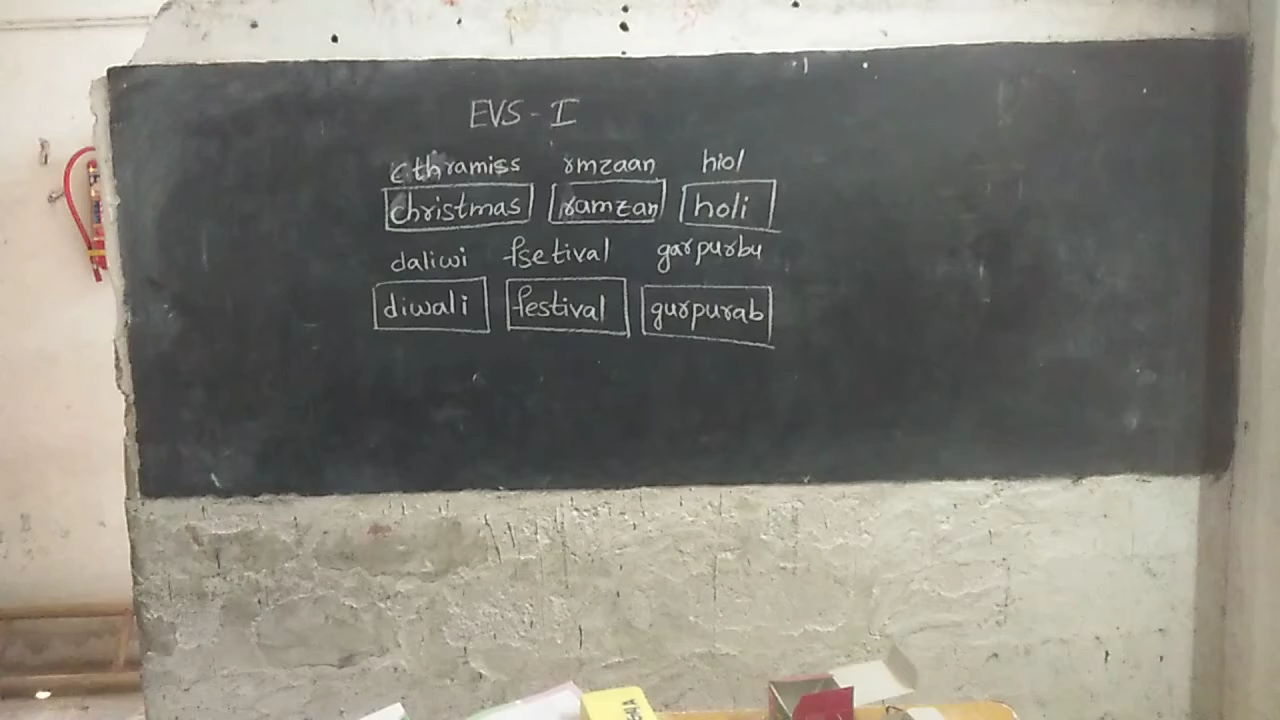 EVS - I
cthramiss rmzaan hiol
christmas ramzan holi
daliwi fsetival garpurbu
diwali festival gurpurab